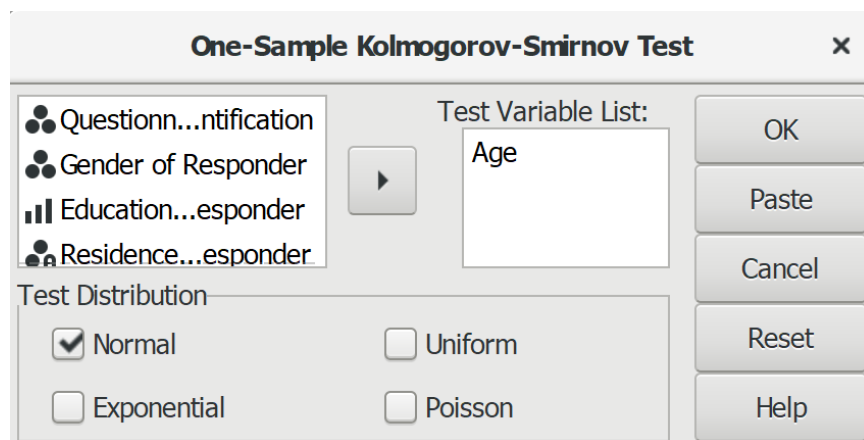 One-Sample Kolmogorov-Smirnov Test
Questionn...ntification
Gender of Responder
Education...esponder
Residence...esponder
Test Variable List:
Age
OK
Paste
Cancel
Reset
Help
Test Distribution
Normal
Uniform
Exponential
Poisson